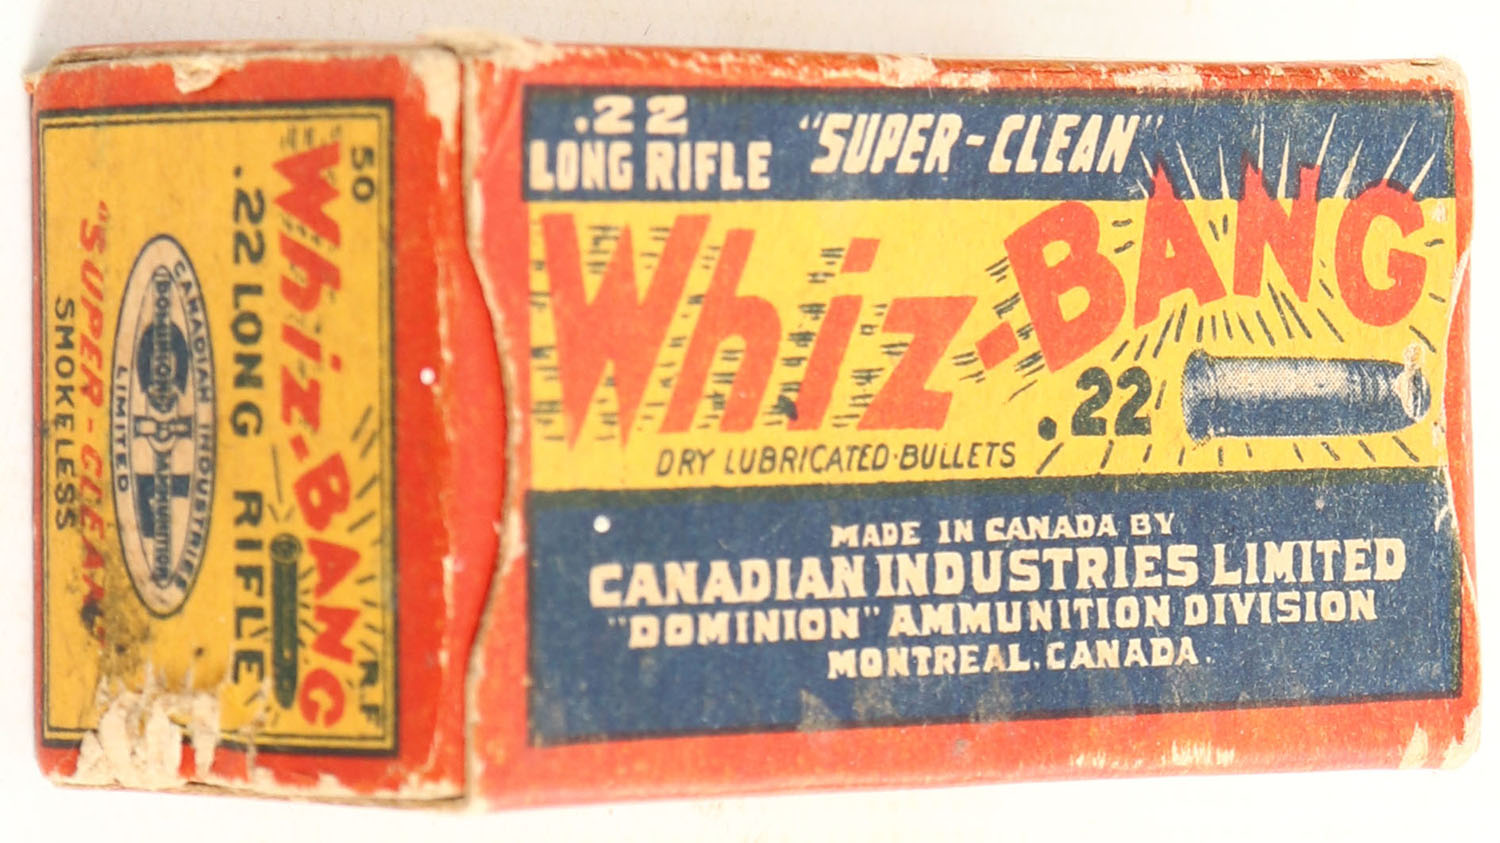 .22
LONG RIFLE
"SUPER-CLEAN"
Whiz-BANG
.22
DRY LUBRICATED·BULLETS
MADE IN CANADA BY
CANADIAN INDUSTRIES LIMITED
"DOMINION" AMMUNITION DIVISION
MONTREAL, CANADA.
50 RF
Whiz-BANG
.22 LONG RIFLE
CANADIAN INDUSTRIES
DOMINION AMMUNITION
LIMITED
"SUPER-CLEAN"
SMOKELESS